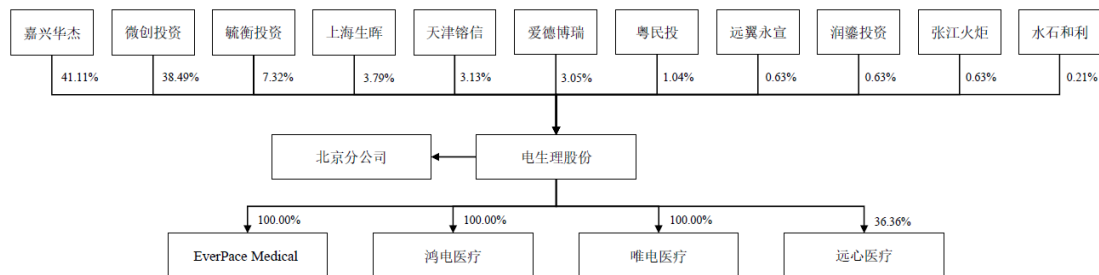 嘉兴华杰 微创投资 毓衡投资 上海生晖 天津镕信 爱德博瑞 粤民投 远翼永宣 润鎏投资 张江火炬 水石和利
41.11% 38.49% 7.32% 3.79% 3.13% 3.05% 1.04% 0.63% 0.63% 0.63% 0.21%
北京分公司 电生理股份
100.00% 100.00% 100.00% 36.36%
EverPace Medical 鸿电医疗 唯电医疗 远心医疗